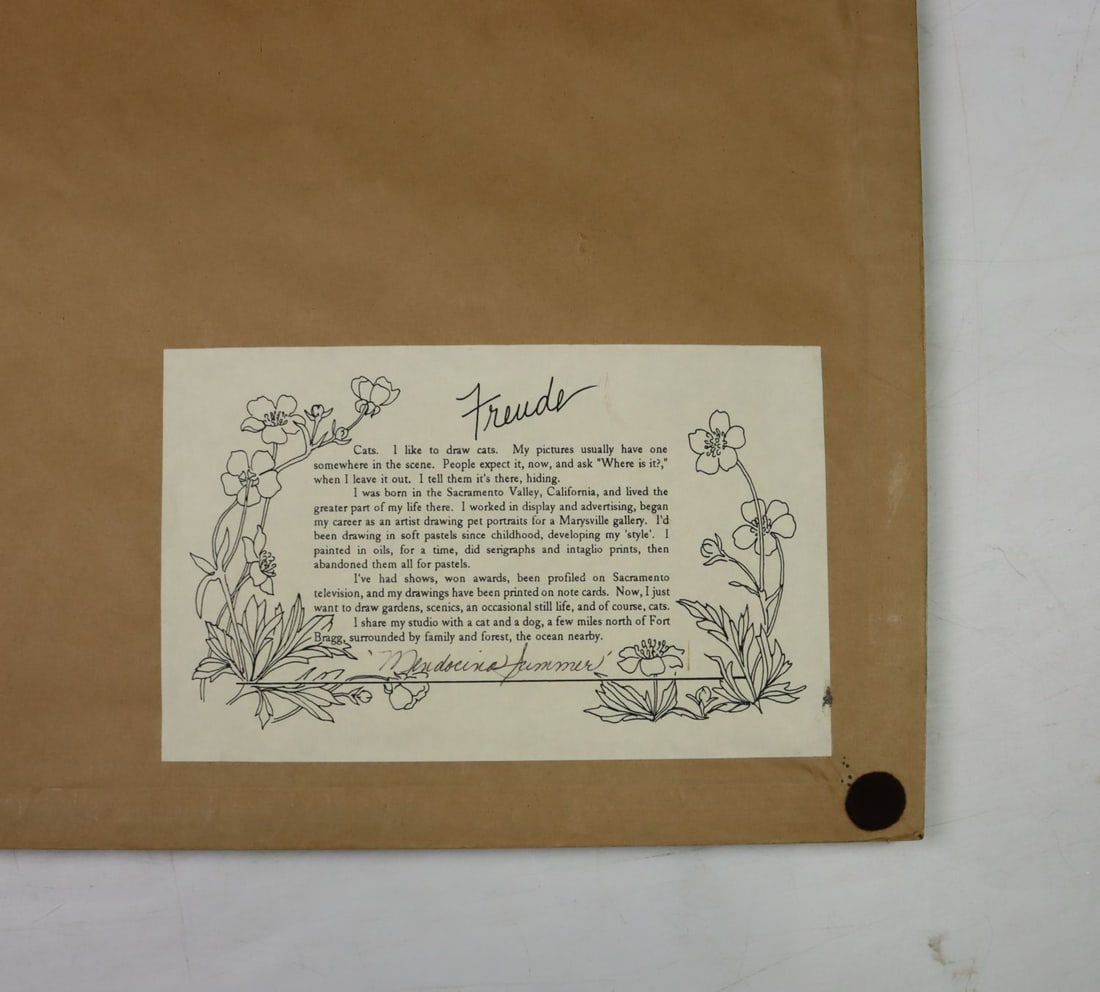 Freude
Cats. I like to draw cats. My pictures usually have one
somewhere in the scene. People expect it, now, and ask "Where is it?,"
when I leave it out. I tell them it's there, hiding.
I was born in the Sacramento Valley, California, and lived the
greater part of my life there. I worked in display and advertising, began
my career as an artist drawing pet portraits for a Marysville gallery. I'd
been drawing in soft pastels since childhood, developing my 'style'. I
painted in oils, for a time, did serigraphs and intaglio prints, then
abandoned them all for pastels.
I've had shows, won awards, been profiled on Sacramento
television, and my drawings have been printed on note cards. Now, I just
want to draw gardens, scenics, an occasional still life, and of course, cats.
I share my studio with a cat and a dog, a few miles north of Fort
Bragg, surrounded by family and forest, the ocean nearby.
'Mendocino Summer'